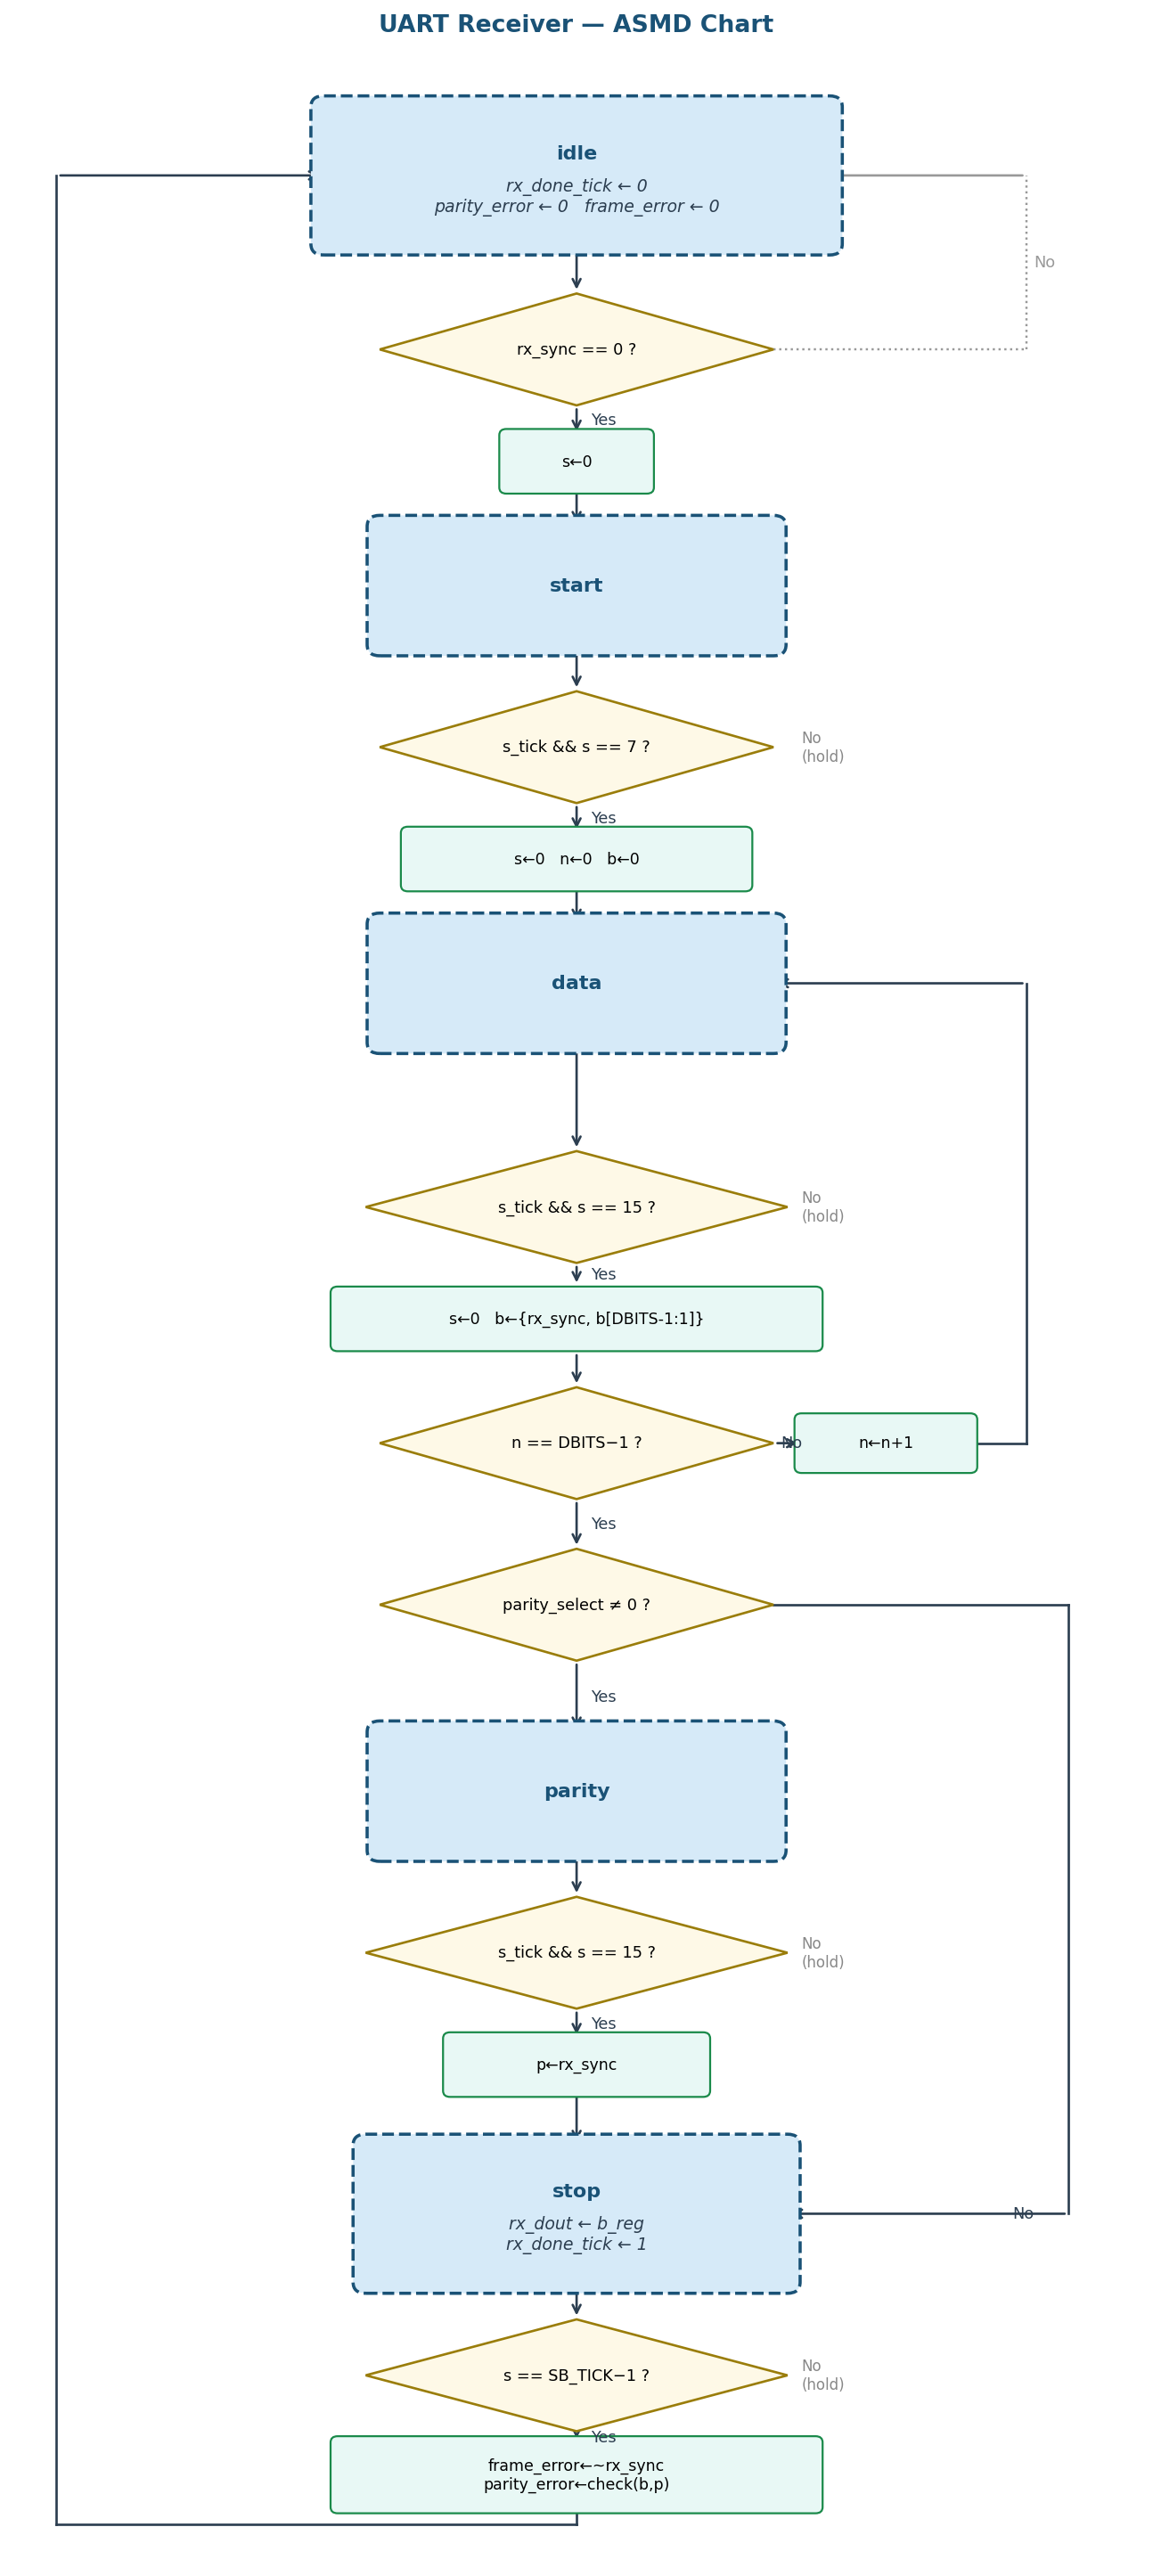 UART Receiver — ASMD Chart
idle
rx_done_tick ← 0
parity_error ← 0   frame_error ← 0
No
rx_sync == 0 ?
Yes
s←0
start
s_tick && s == 7 ?
No
(hold)
Yes
s←0   n←0   b←0
data
s_tick && s == 15 ?
No
(hold)
Yes
s←0   b←{rx_sync, b[DBITS-1:1]}
n == DBITS−1 ?
No
n←n+1
Yes
parity_select ≠ 0 ?
Yes
parity
s_tick && s == 15 ?
No
(hold)
Yes
p←rx_sync
stop
rx_dout ← b_reg
rx_done_tick ← 1
No
s == SB_TICK−1 ?
No
(hold)
Yes
frame_error←~rx_sync
parity_error←check(b,p)